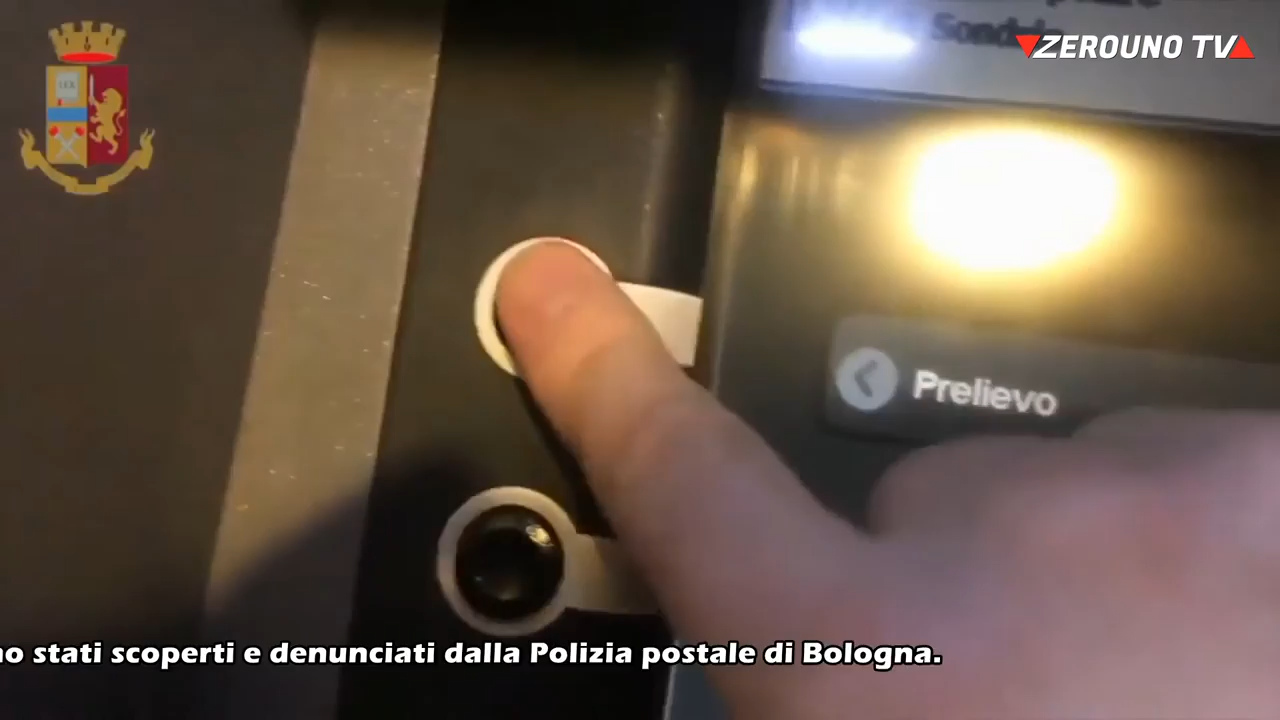 ZEROUNO TV
Prelievo
no stati scoperti e denunciati dalla Polizia postale di Bologna.